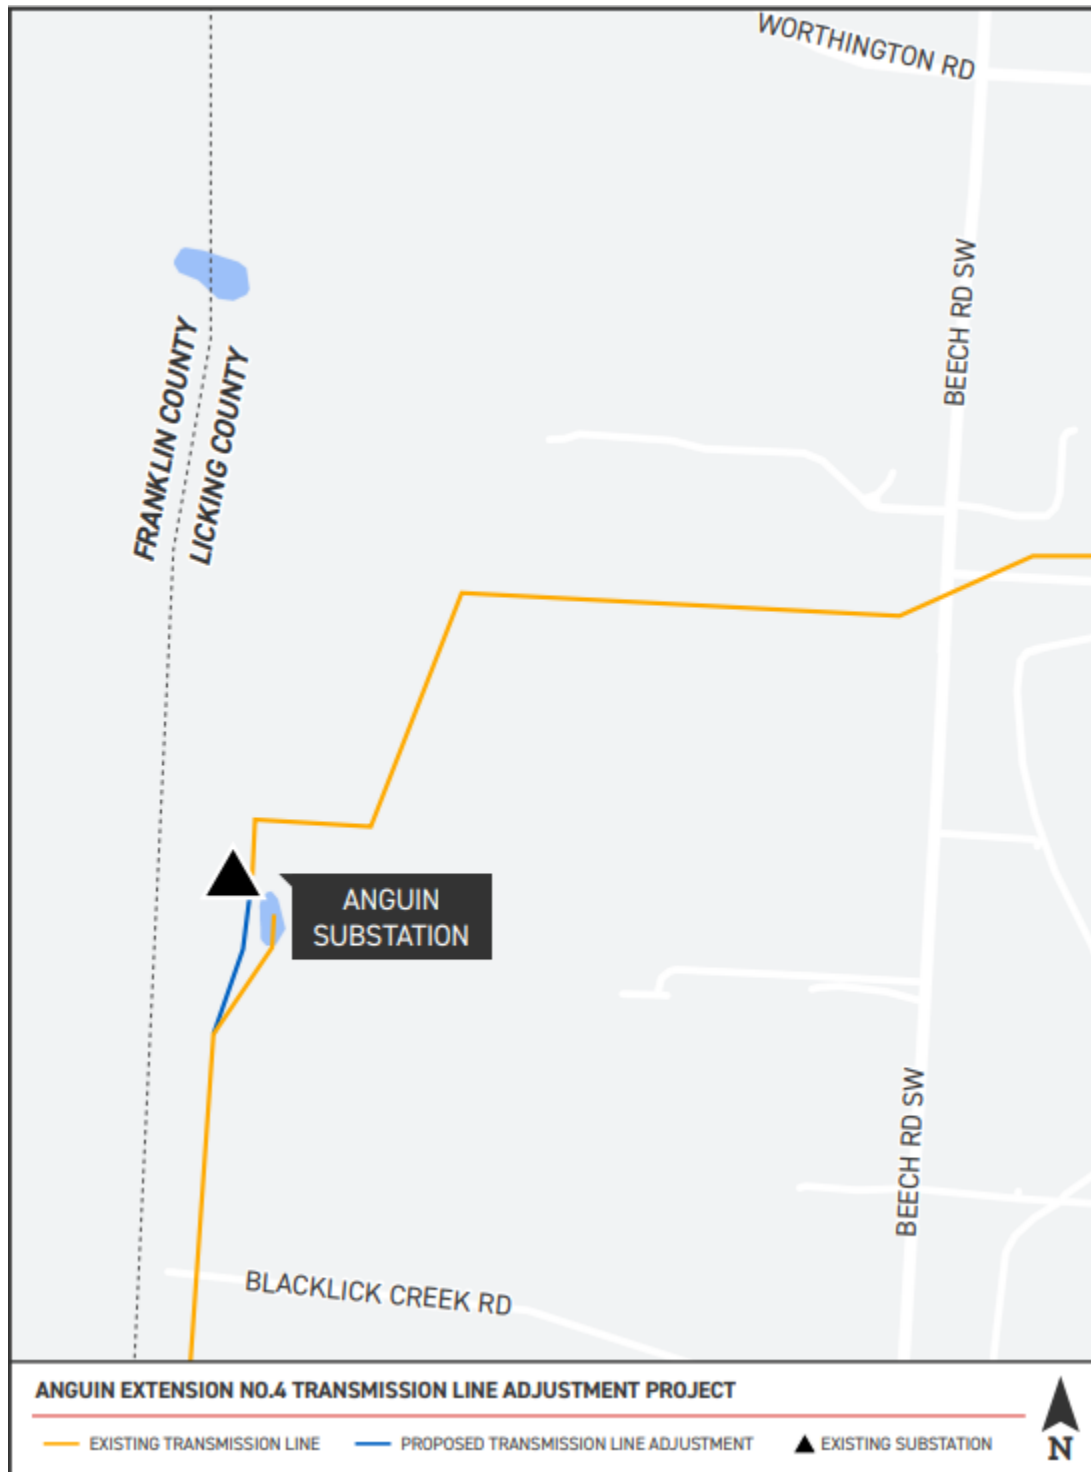 WORTHINGTON RD
BEECH RD SW
FRANKLIN COUNTY
LICKING COUNTY
ANGUIN
SUBSTATION
BEECH RD SW
BLACKLICK CREEK RD
ANGUIN EXTENSION NO.4 TRANSMISSION LINE ADJUSTMENT PROJECT
EXISTING TRANSMISSION LINE
PROPOSED TRANSMISSION LINE ADJUSTMENT
EXISTING SUBSTATION
N